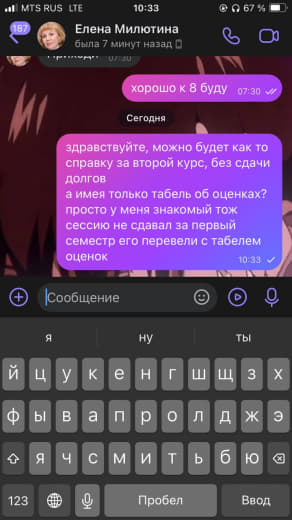 MTS RUS LTE 10:33 67 %
187
Елена Милютина
была 7 минут назад
Приходи 07:30
хорошо к 8 буду 07:30
Сегодня
здравствуйте, можно будет как то
справку за второй курс, без сдачи
долгов
а имея только табель об оценках?
просто у меня знакомый тож
сессию не сдавал за первый
семестр его перевели с табелем
оценок 10:33
Сообщение
я ну ты
й ц у к е н г ш щ з х
ф ы в а п р о л д ж э
я ч с м и т ь б ю
123 Пробел Ввод